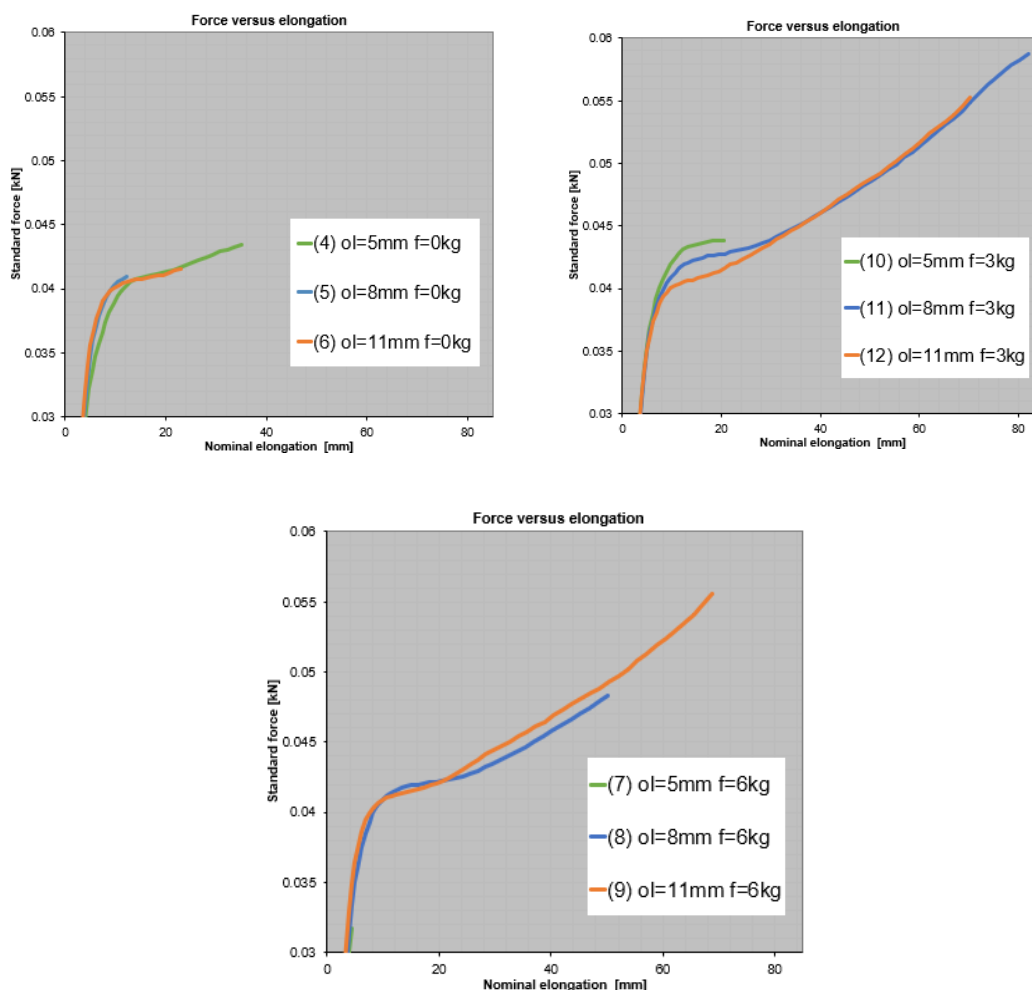 Force versus elongation
0.06
0.055
0.05
0.045
0.04
0.035
0.03
Standard force [kN]
(4) ol=5mm f=0kg
(5) ol=8mm f=0kg
(6) ol=11mm f=0kg
0 20 40 60 80
Nominal elongation [mm]
Force versus elongation
0.06
0.055
0.05
0.045
0.04
0.035
0.03
Standard force [kN]
(10) ol=5mm f=3kg
(11) ol=8mm f=3kg
(12) ol=11mm f=3kg
0 20 40 60 80
Nominal elongation [mm]
Force versus elongation
0.06
0.055
0.05
0.045
0.04
0.035
0.03
Standard force [kN]
(7) ol=5mm f=6kg
(8) ol=8mm f=6kg
(9) ol=11mm f=6kg
0 20 40 60 80
Nominal elongation [mm]